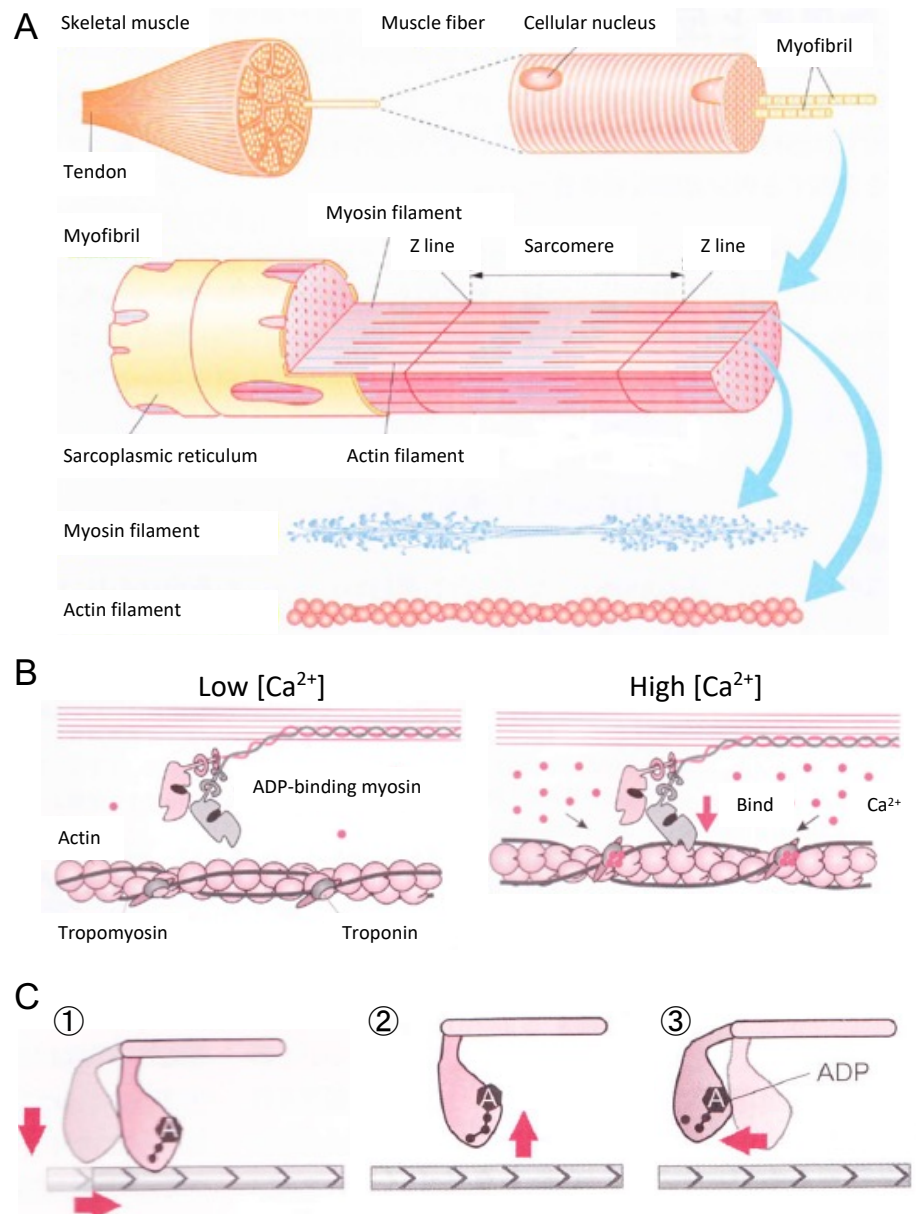 A
Skeletal muscle
Muscle fiber
Cellular nucleus
Myofibril
Tendon
Myosin filament
Myofibril
Z line
Sarcomere
Z line
Sarcoplasmic reticulum
Actin filament
Myosin filament
Actin filament
B
Low [Ca²⁺]
High [Ca²⁺]
ADP-binding myosin
Bind
Ca²⁺
Actin
Tropomyosin
Troponin
C
①
②
③
A
A
A
ADP